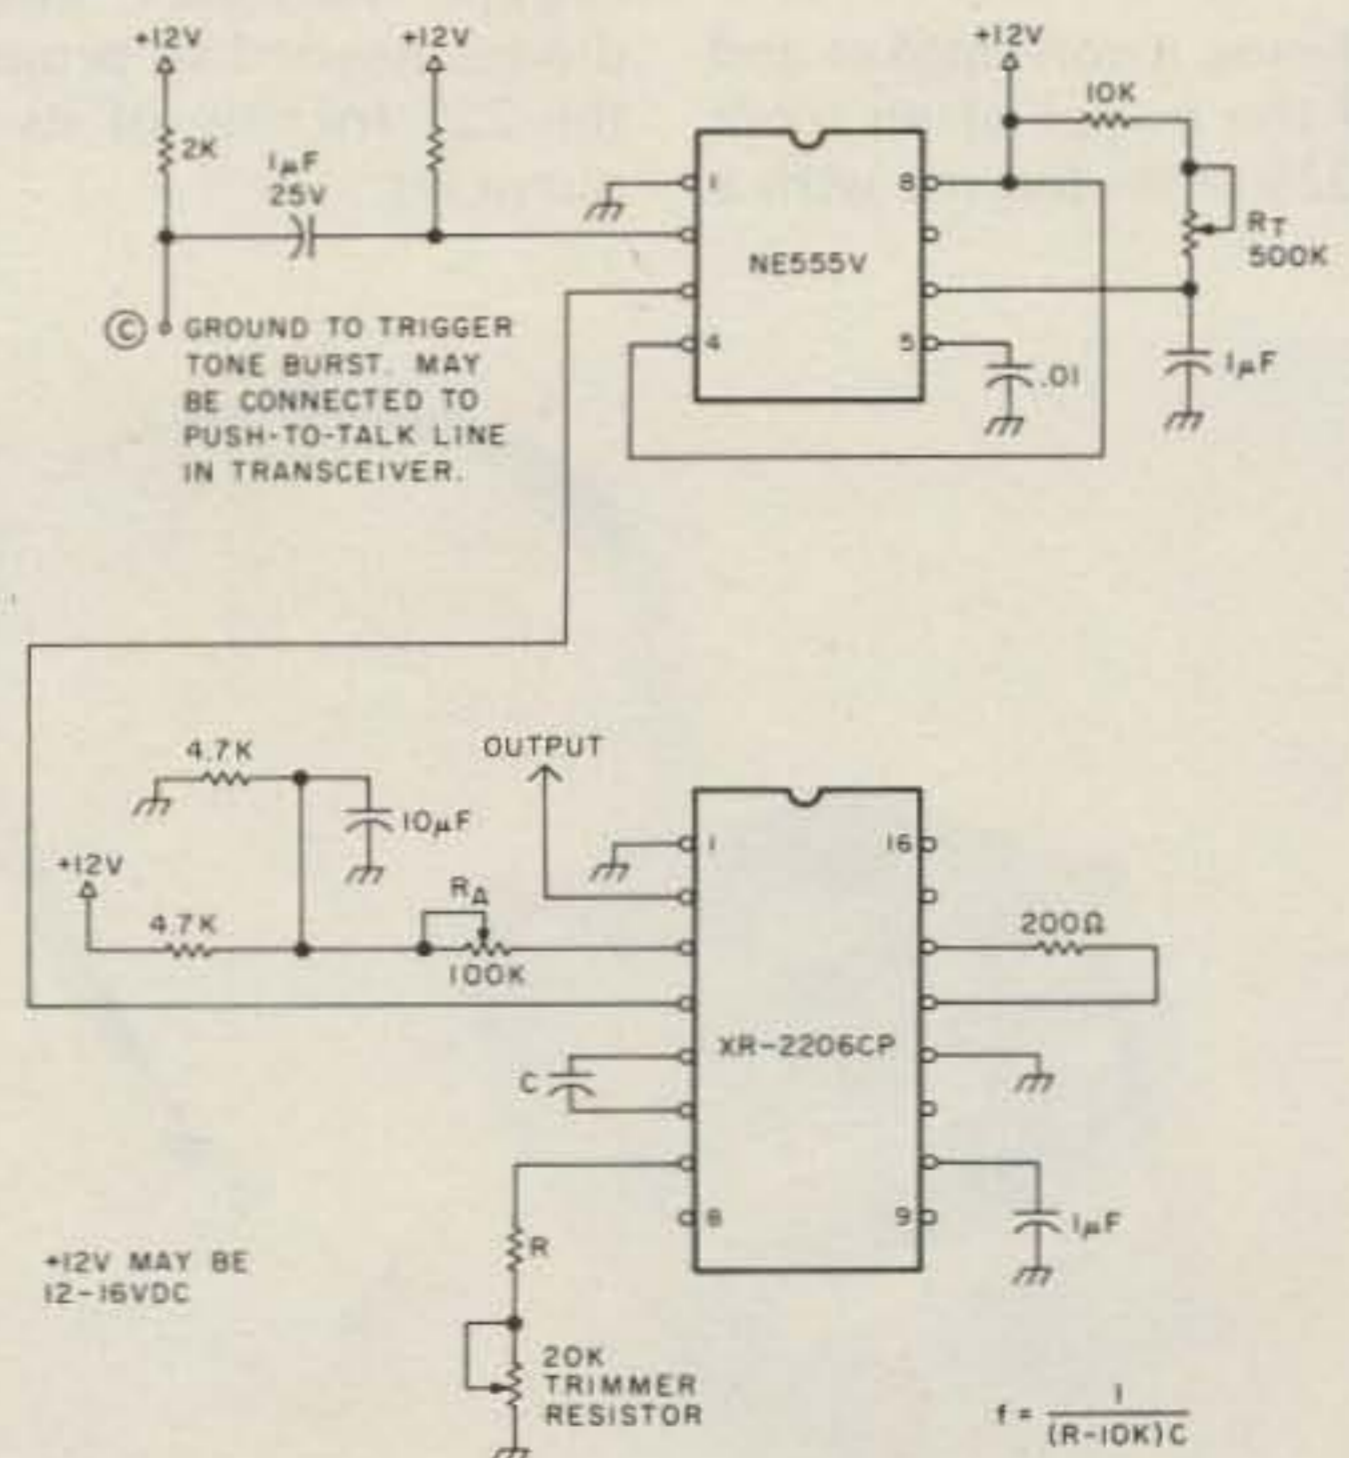 +12V
+12V
+12V
2K
1µF
25V
10K
1
8
NE555V
R_T
500K
4
5
.01
1µF
Ⓒ GROUND TO TRIGGER
TONE BURST. MAY
BE CONNECTED TO
PUSH-TO-TALK LINE
IN TRANSCEIVER.
4.7K
OUTPUT
10µF
+12V
1
16
R_A
4.7K
100K
200Ω
XR-2206CP
C
8
9
1µF
R
+12V MAY BE
12-16VDC
20K
TRIMMER
RESISTOR
f = 1
(R-10K)C